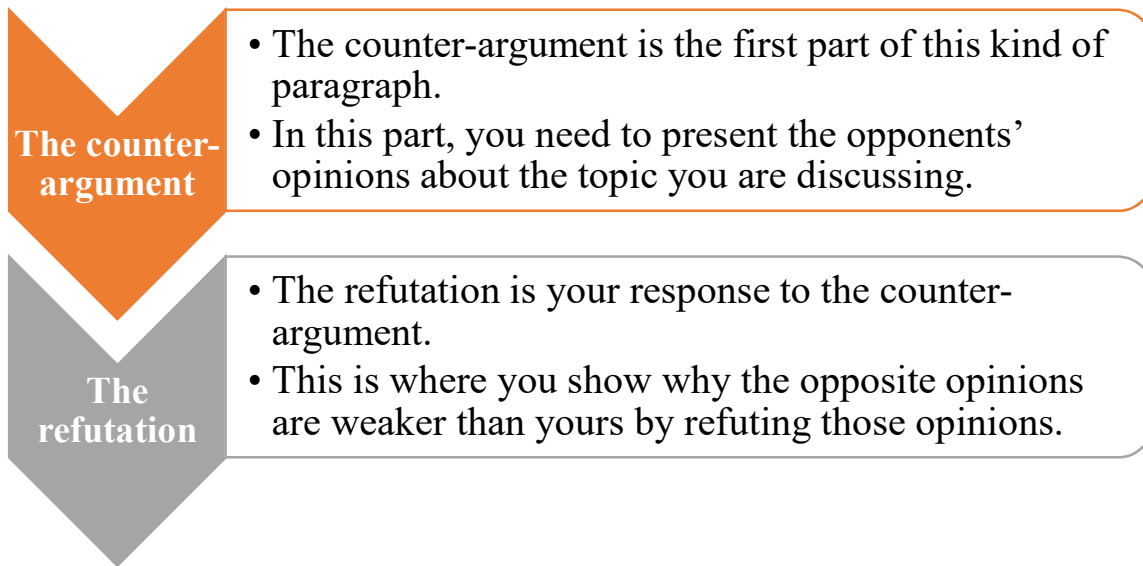 The counter-
argument
• The counter-argument is the first part of this kind of
paragraph.
• In this part, you need to present the opponents’
opinions about the topic you are discussing.
The
refutation
• The refutation is your response to the counter-
argument.
• This is where you show why the opposite opinions
are weaker than yours by refuting those opinions.